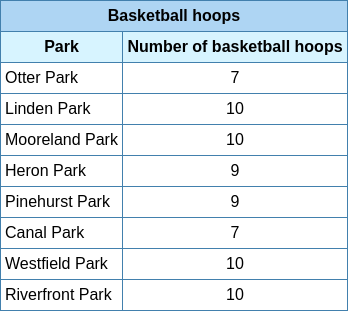 Basketball hoops
Park Number of basketball hoops
Otter Park 7
Linden Park 10
Mooreland Park 10
Heron Park 9
Pinehurst Park 9
Canal Park 7
Westfield Park 10
Riverfront Park 10